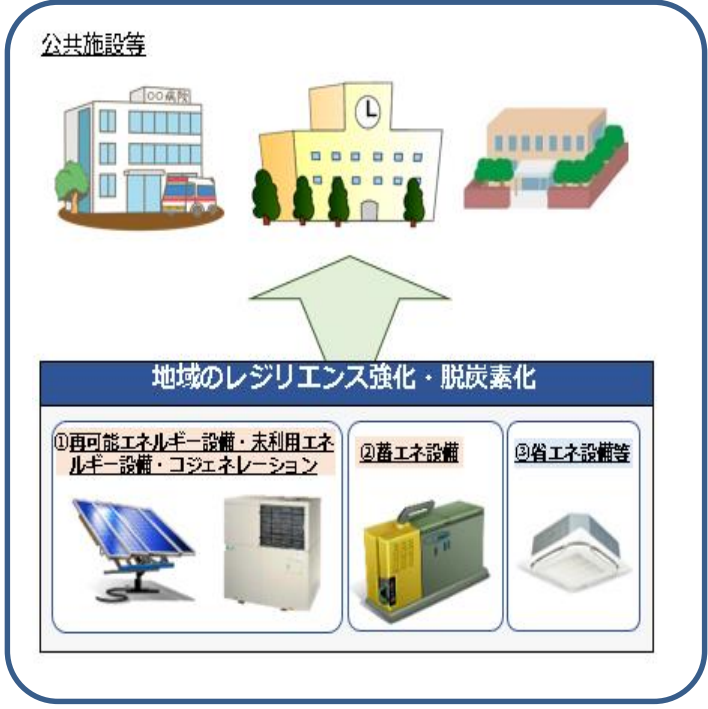 公共施設等
〇〇病院
L
地域のレジリエンス強化・脱炭素化
①再可能エネルギー設備・未利用エネ
ルギー設備・コジェネレーション
②蓄エネ設備
③省エネ設備等